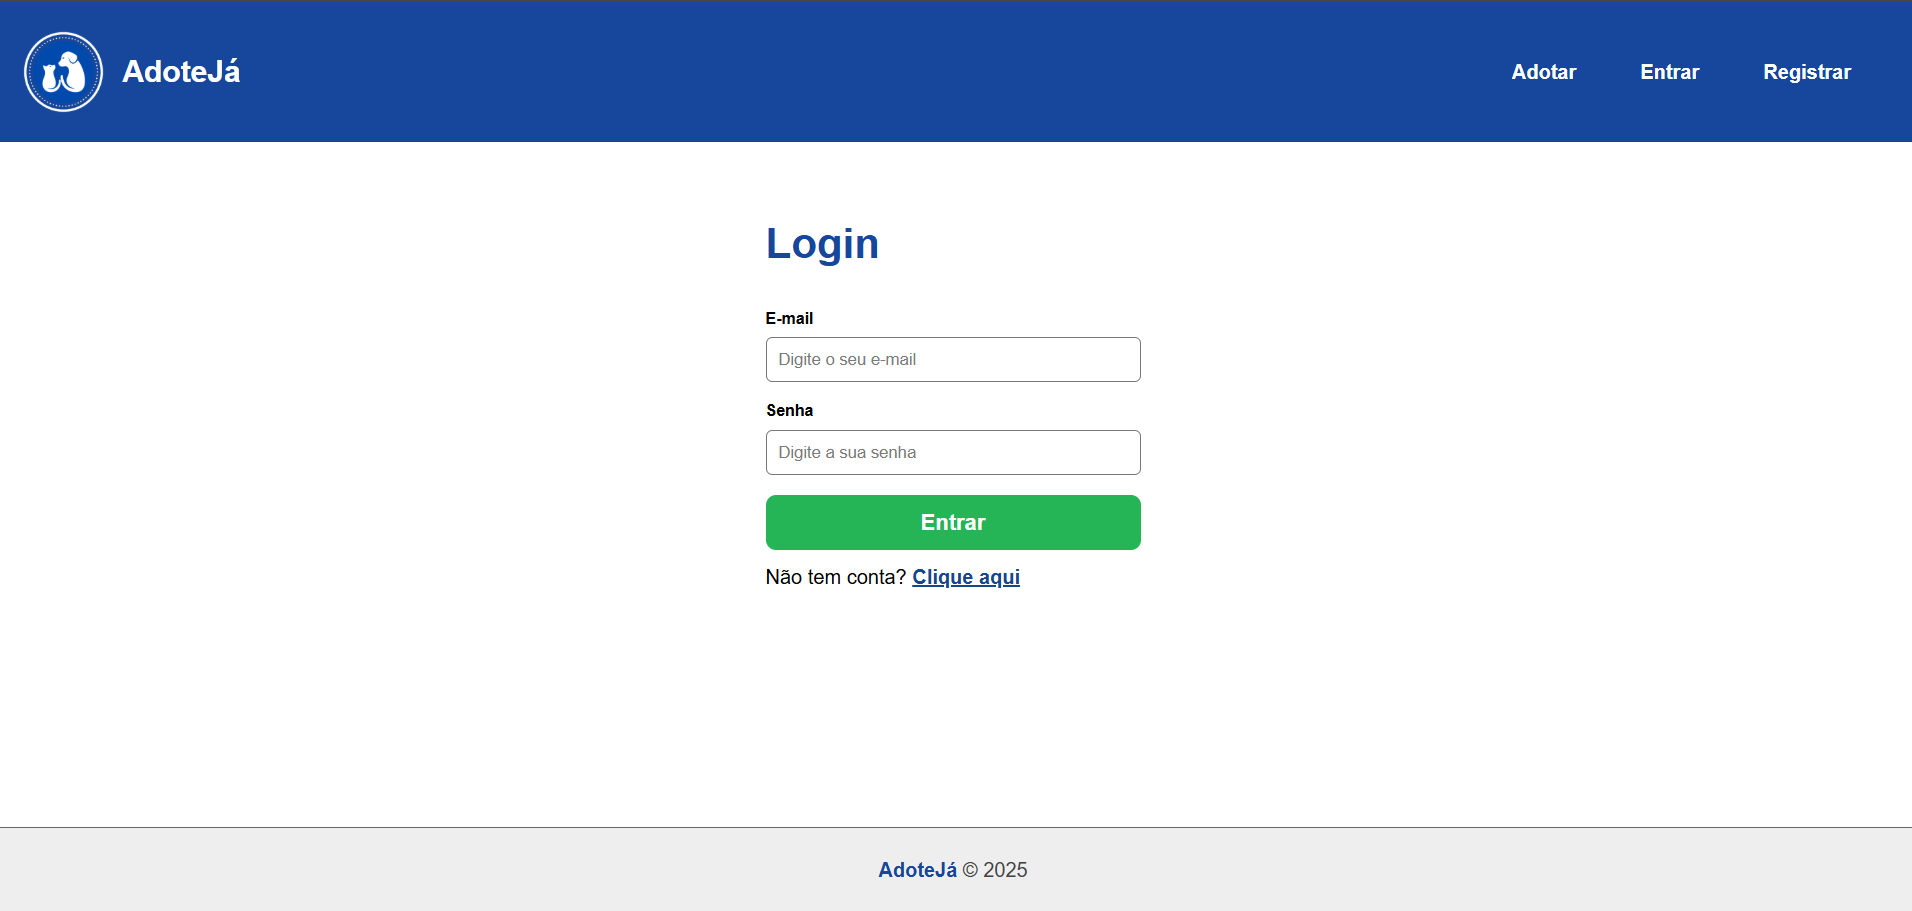 AdoteJá
Adotar Entrar Registrar
Login
E-mail
Digite o seu e-mail
Senha
Digite a sua senha
Entrar
Não tem conta? Clique aqui
AdoteJá © 2025